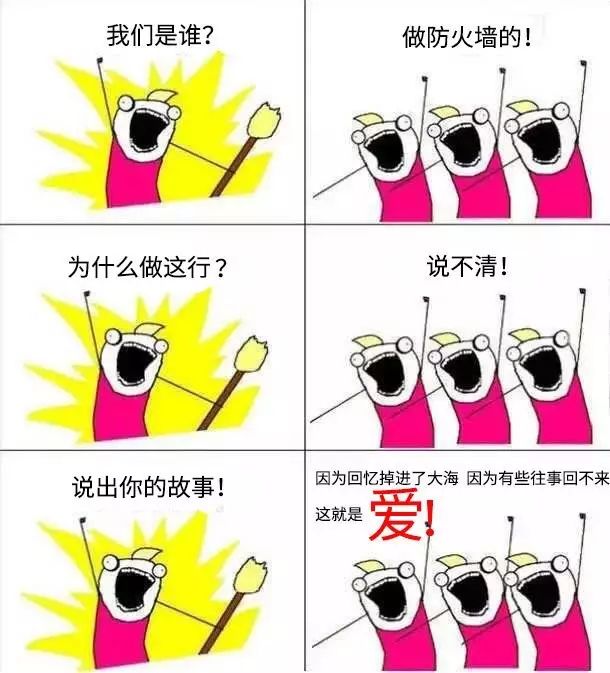 我们是谁？
做防火墙的！
为什么做这行？
说不清！
说出你的故事！
因为回忆掉进了大海 因为有些往事回不来
这就是 爱!